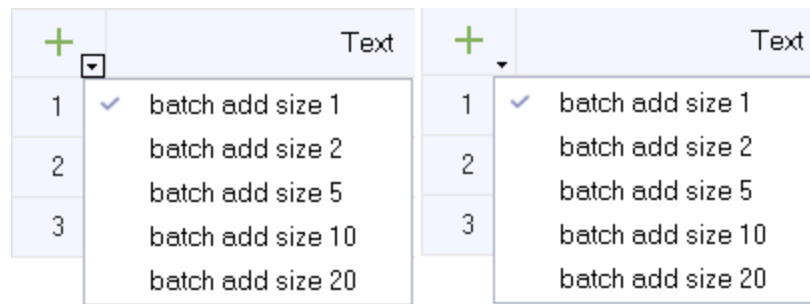 Text
1
batch add size 1
batch add size 2
2
batch add size 5
3
batch add size 10
batch add size 20
Text
1
batch add size 1
batch add size 2
2
batch add size 5
3
batch add size 10
batch add size 20